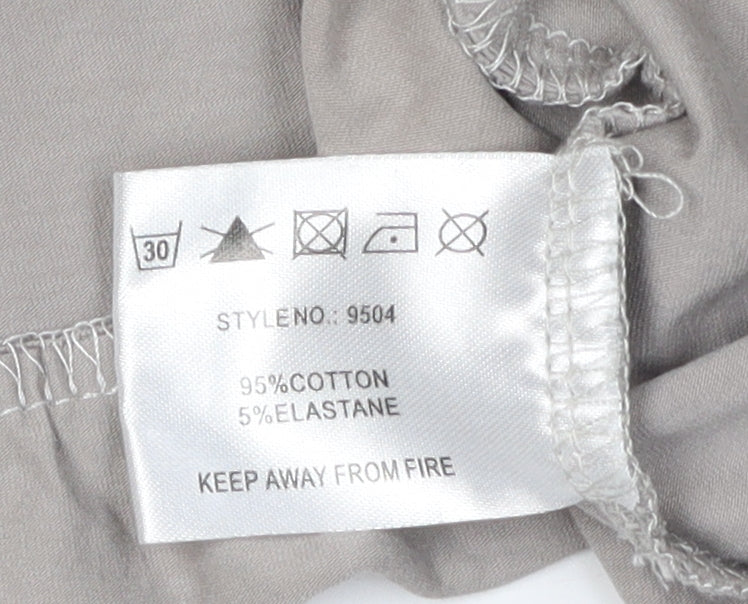 30
STYLE NO.: 9504
95%COTTON
5%ELASTANE
KEEP AWAY FROM FIRE